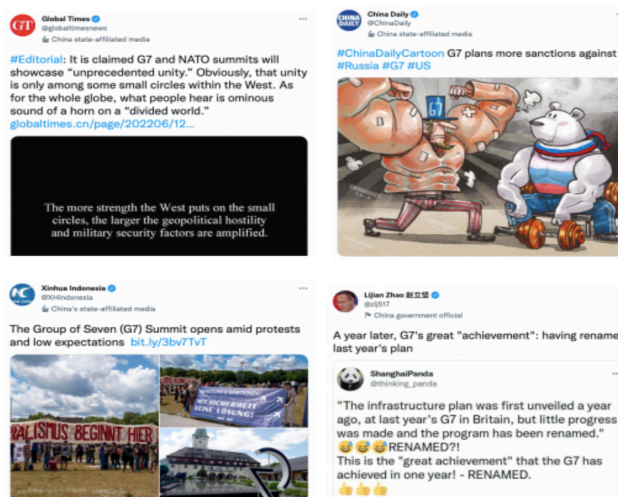 Global Times
@globaltimesnews
China state-affiliated media
#Editorial: It is claimed G7 and NATO summits will
showcase “unprecedented unity.” Obviously, that unity
is only among some small circles within the West. As
for the whole globe, what people hear is ominous
sound of a horn on a “divided world.”
globaltimes.cn/page/202206/12...
The more strength the West puts on the small
circles, the larger the geopolitical hostility
and military security factors are amplified.
China Daily
@ChinaDaily
China state-affiliated media
#ChinaDailyCartoon G7 plans more sanctions against
#Russia #G7 #US
G7
Xinhua Indonesia
@XHIndonesia
China's state-affiliated media
The Group of Seven (G7) Summit opens amid protests
and low expectations bit.ly/3bv7TvT
ALISMUS BEGINNT HIER
MIT SICHERHEIT
KEINE LÖSUNG!
Lijian Zhao 赵立坚
@zlj517
China government official
A year later, G7's great "achievement": having rename
last year's plan
ShanghaiPanda
@thinking_panda
"The infrastructure plan was first unveiled a year
ago, at last year's G7 in Britain, but little progress
was made and the program has been renamed."
😅😅😅RENAMED?!
This is the "great achievement" that the G7 has
achieved in one year! - RENAMED.
👍👍👍